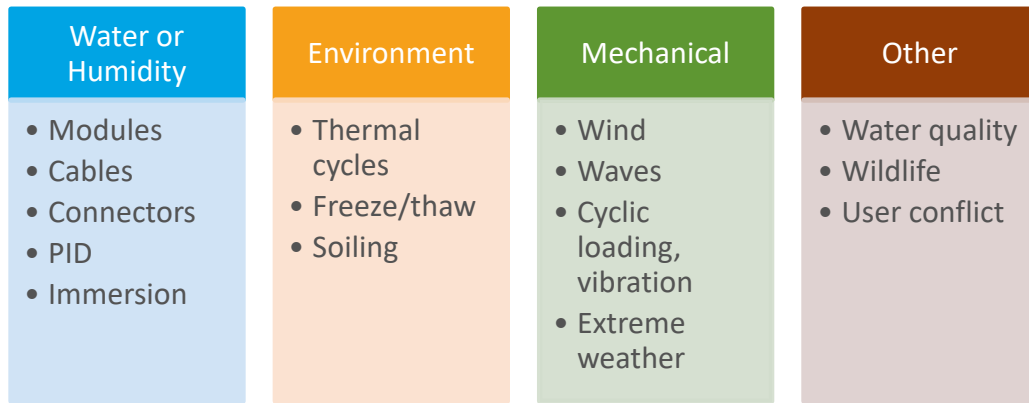 Water or
Humidity
• Modules
• Cables
• Connectors
• PID
• Immersion
Environment
• Thermal
cycles
• Freeze/thaw
• Soiling
Mechanical
• Wind
• Waves
• Cyclic
loading,
vibration
• Extreme
weather
Other
• Water quality
• Wildlife
• User conflict